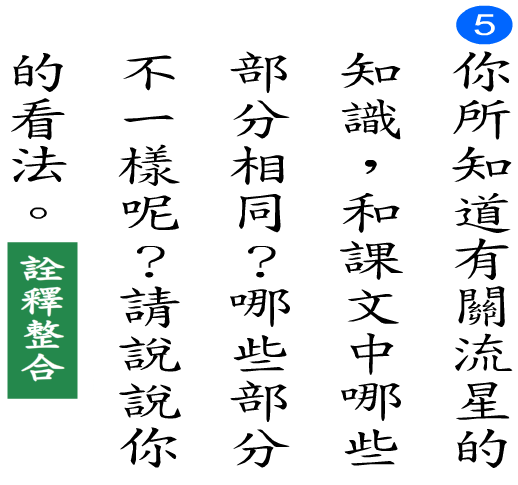 5
你所知道有關流星的
知識，和課文中哪些
部分相同？哪些部分
不一樣呢？請說說你
的看法。
詮釋整合